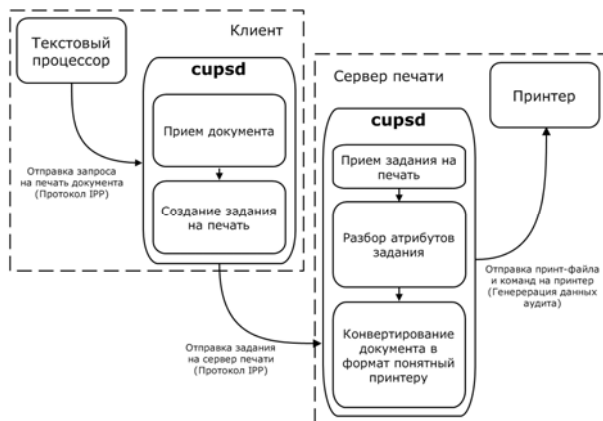 Клиент
Текстовый
процессор
cupsd
Прием документа
Создание задания
на печать
Отправка запроса
на печать документа
(Протокол IPP)
Сервер печати
Принтер
cupsd
Прием задания на
печать
Разбор атрибутов
задания
Конвертирование
документа в
формат понятный
принтеру
Отправка задания
на сервер печати
(Протокол IPP)
Отправка принт-файла
и команд на принтер
(Генеререция данных
аудита)